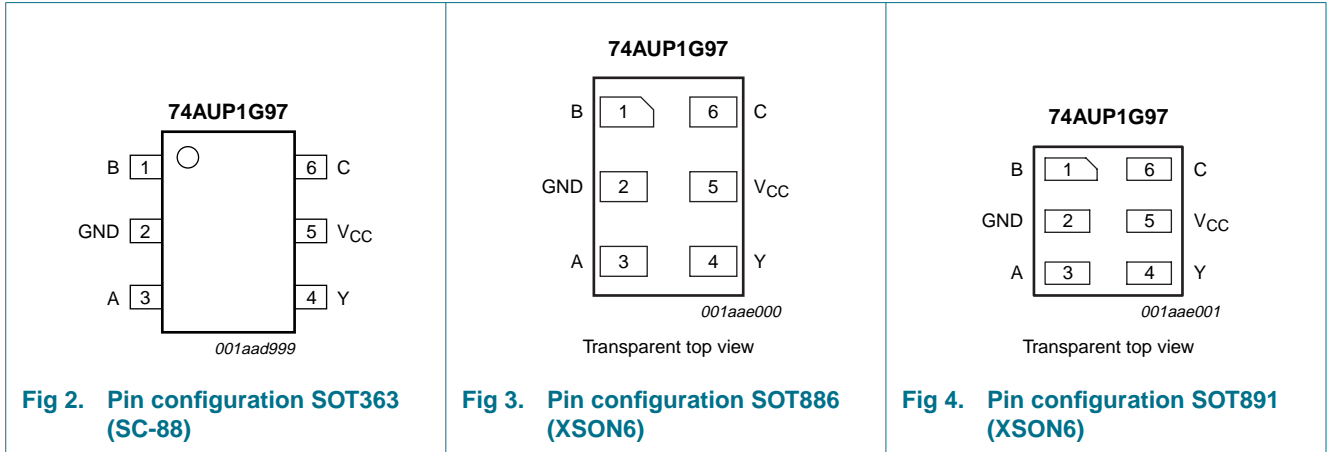 74AUP1G97
B 1 6 C
GND 2 5 VCC
A 3 4 Y
001aad999
Fig 2. Pin configuration SOT363
(SC-88)
74AUP1G97
B 1 6 C
GND 2 5 VCC
A 3 4 Y
001aae000
Transparent top view
Fig 3. Pin configuration SOT886
(XSON6)
74AUP1G97
B 1 6 C
GND 2 5 VCC
A 3 4 Y
001aae001
Transparent top view
Fig 4. Pin configuration SOT891
(XSON6)